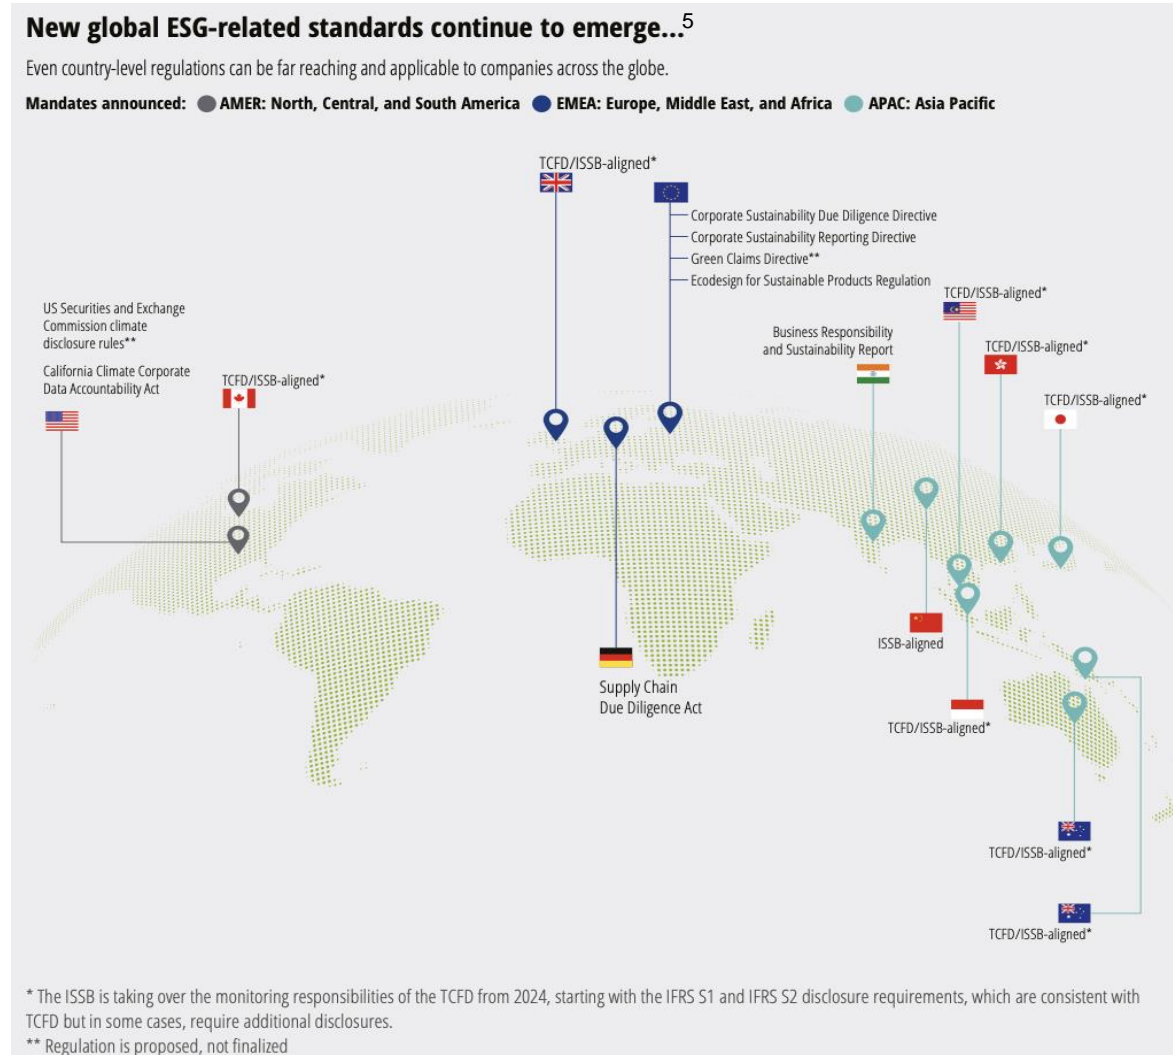 New global ESG-related standards continue to emerge...5
Even country-level regulations can be far reaching and applicable to companies across the globe.
Mandates announced: AMER: North, Central, and South America EMEA: Europe, Middle East, and Africa APAC: Asia Pacific
TCFD/ISSB-aligned*
Corporate Sustainability Due Diligence Directive
Corporate Sustainability Reporting Directive
Green Claims Directive**
Ecodesign for Sustainable Products Regulation
TCFD/ISSB-aligned*
US Securities and Exchange
Commission climate
disclosure rules**
California Climate Corporate
Data Accountability Act
TCFD/ISSB-aligned*
Business Responsibility
and Sustainability Report
TCFD/ISSB-aligned*
TCFD/ISSB-aligned*
ISSB-aligned
Supply Chain
Due Diligence Act
TCFD/ISSB-aligned*
TCFD/ISSB-aligned*
TCFD/ISSB-aligned*
* The ISSB is taking over the monitoring responsibilities of the TCFD from 2024, starting with the IFRS S1 and IFRS S2 disclosure requirements, which are consistent with
TCFD but in some cases, require additional disclosures.
** Regulation is proposed, not finalized